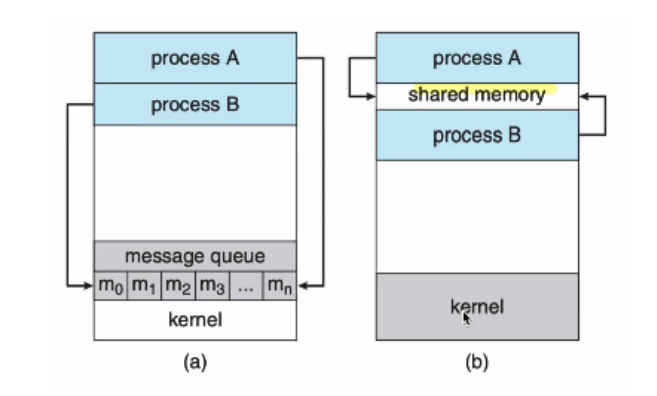 process A
process B
message queue
m0 m1 m2 m3 ... mn
kernel
(a)
process A
shared memory
process B
kernel
(b)